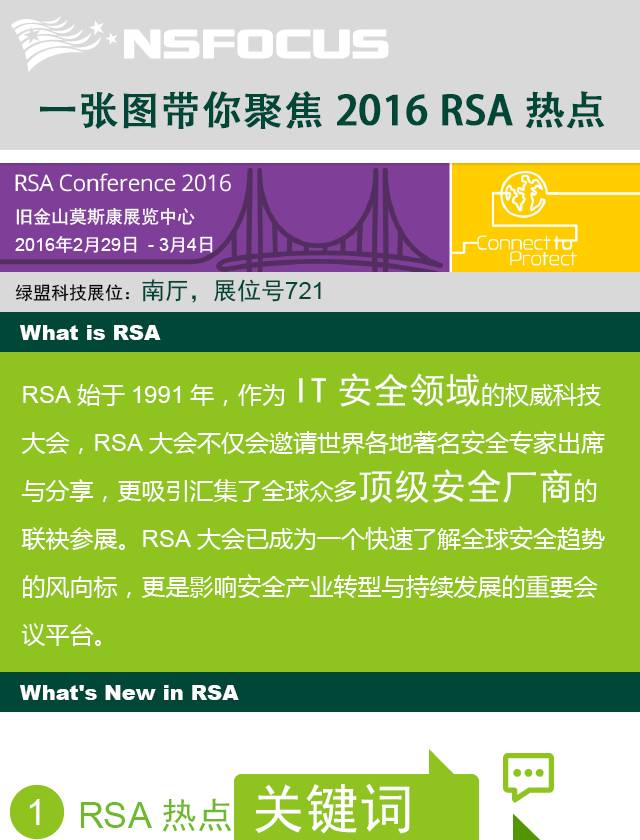 NSFOCUS
一张图带你聚焦 2016 RSA 热点
RSA Conference 2016
旧金山莫斯康展览中心
2016年2月29日 - 3月4日
Connect to
Protect
绿盟科技展位：南厅，展位号721
What is RSA
RSA 始于 1991 年，作为 IT 安全领域的权威科技
大会，RSA 大会不仅会邀请世界各地著名安全专家出席
与分享，更吸引汇集了全球众多顶级安全厂商的
联袂参展。RSA 大会已成为一个快速了解全球安全趋势
的风向标，更是影响安全产业转型与持续发展的重要会
议平台。
What's New in RSA
1 RSA 热点 关键词